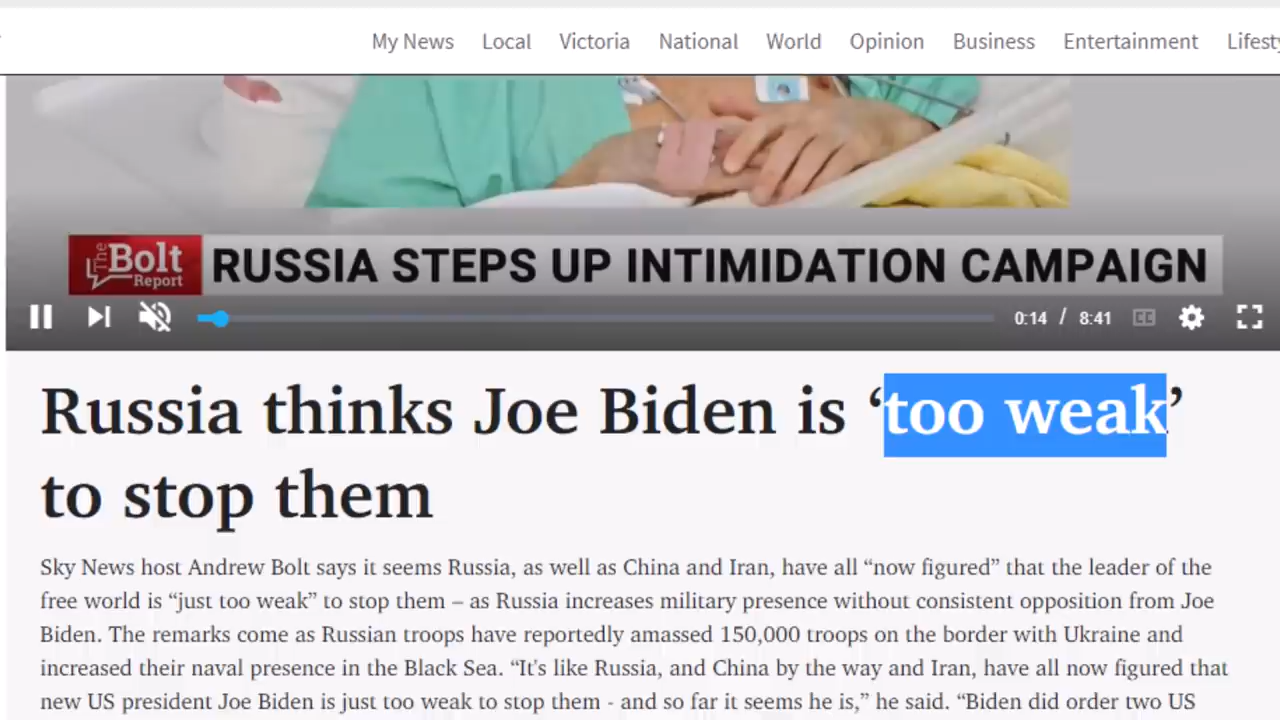 My News Local Victoria National World Opinion Business Entertainment Lifesty
The Bolt Report RUSSIA STEPS UP INTIMIDATION CAMPAIGN
0:14 / 8:41 CC
Russia thinks Joe Biden is ‘too weak’
to stop them
Sky News host Andrew Bolt says it seems Russia, as well as China and Iran, have all “now figured” that the leader of the
free world is “just too weak” to stop them – as Russia increases military presence without consistent opposition from Joe
Biden. The remarks come as Russian troops have reportedly amassed 150,000 troops on the border with Ukraine and
increased their naval presence in the Black Sea. “It's like Russia, and China by the way and Iran, have all now figured that
new US president Joe Biden is just too weak to stop them - and so far it seems he is,” he said. “Biden did order two US